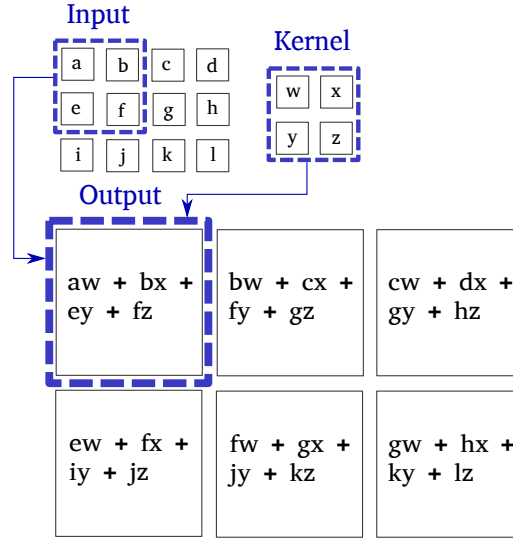 Input
Kernel
a b c d
w x
e f g h
y z
i j k l
Output
aw + bx +
ey + fz
bw + cx +
fy + gz
cw + dx +
gy + hz
ew + fx +
iy + jz
fw + gx +
jy + kz
gw + hx +
ky + lz